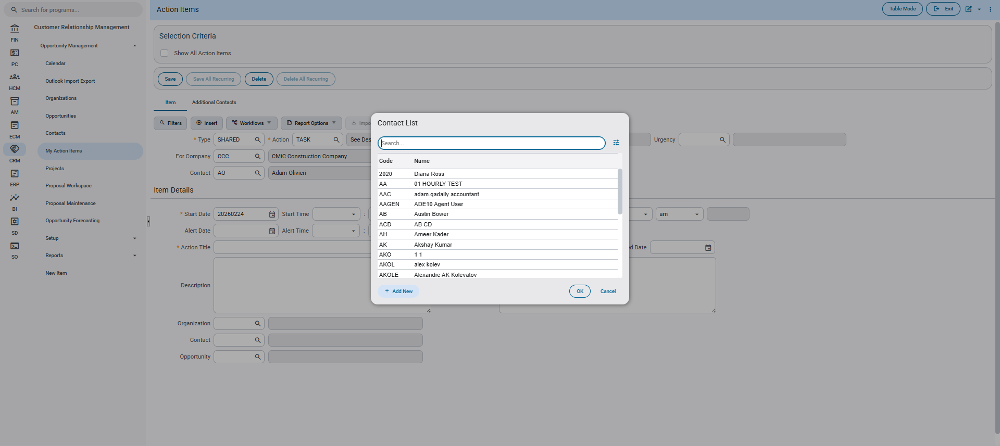 Search for programs...
Action Items
Table Mode
Exit
FIN
PC
HCM
AM
ECM
CRM
ERP
BI
SD
SO
Customer Relationship Management
Opportunity Management
Calendar
Outlook Import Export
Organizations
Opportunities
Contacts
My Action Items
Projects
Proposal Workspace
Proposal Maintenance
Opportunity Forecasting
Setup
Reports
New Item
Selection Criteria
Show All Action Items
Save
Save All Recurring
Delete
Delete All Recurring
Item
Additional Contacts
Filters
Insert
Workflows
Report Options
* Type SHARED
* Action TASK
Urgency
For Company CCC CMiC Construction Company
Contact AO Adam Olivieri
Item Details
* Start Date 20260224 Start Time :
am
Alert Date Alert Time :
* Action Title
Date
Description
Organization
Contact
Opportunity
Contact List
Search...
Code Name
2020 Diana Ross
AA 01 HOURLY TEST
AAC adam.qadaily accountant
AAGEN ADE10 Agent User
AB Austin Bower
ACD AB CD
AH Ameer Kader
AK Akshay Kumar
AKO 1 1
AKOL alex kolev
AKOLE Alexandre AK Kolevatov
+ Add New
OK
Cancel